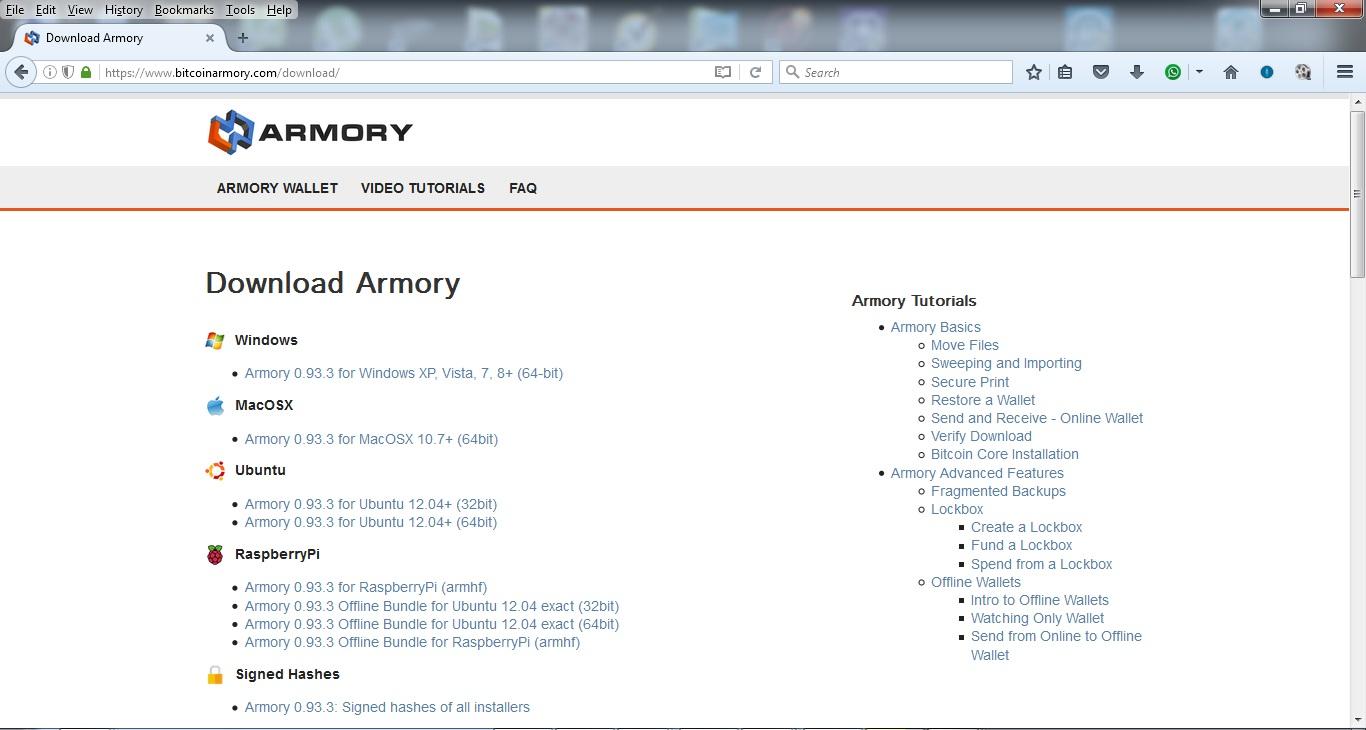 File Edit View History Bookmarks Tools Help
Download Armory
https://www.bitcoinarmory.com/download/
Search
ARMORY
ARMORY WALLET VIDEO TUTORIALS FAQ
Download Armory
Windows
Armory 0.93.3 for Windows XP, Vista, 7, 8+ (64-bit)
MacOSX
Armory 0.93.3 for MacOSX 10.7+ (64bit)
Ubuntu
Armory 0.93.3 for Ubuntu 12.04+ (32bit)
Armory 0.93.3 for Ubuntu 12.04+ (64bit)
RaspberryPi
Armory 0.93.3 for RaspberryPi (armhf)
Armory 0.93.3 Offline Bundle for Ubuntu 12.04 exact (32bit)
Armory 0.93.3 Offline Bundle for Ubuntu 12.04 exact (64bit)
Armory 0.93.3 Offline Bundle for RaspberryPi (armhf)
Signed Hashes
Armory 0.93.3: Signed hashes of all installers
Armory Tutorials
Armory Basics
Move Files
Sweeping and Importing
Secure Print
Restore a Wallet
Send and Receive - Online Wallet
Verify Download
Bitcoin Core Installation
Armory Advanced Features
Fragmented Backups
Lockbox
Create a Lockbox
Fund a Lockbox
Spend from a Lockbox
Offline Wallets
Intro to Offline Wallets
Watching Only Wallet
Send from Online to Offline
Wallet